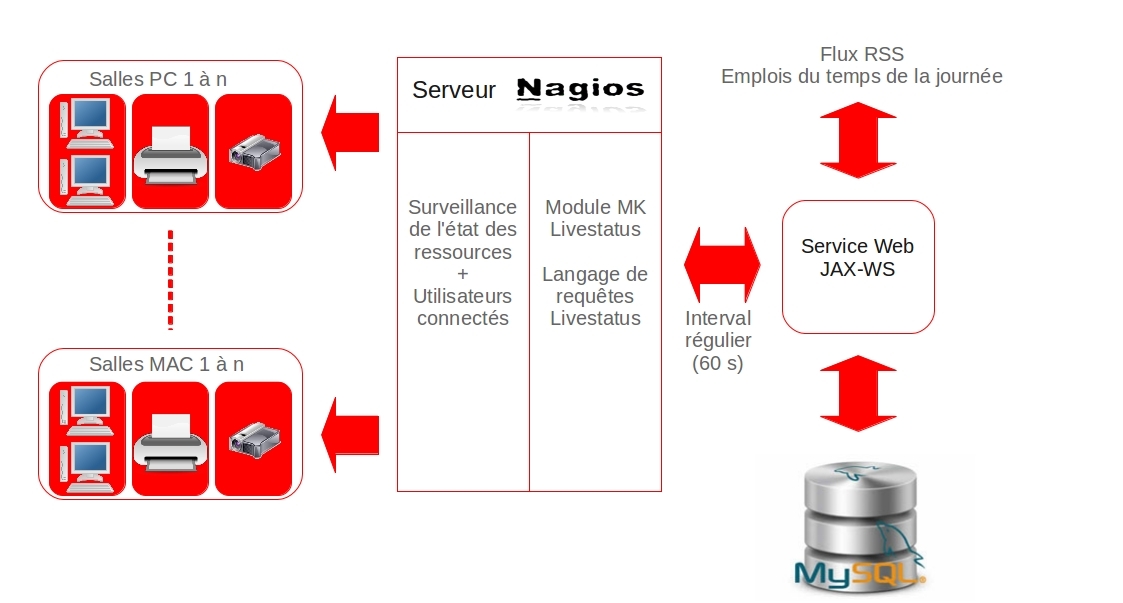 Salles PC 1 à n
Salles MAC 1 à n
Serveur Nagios
Surveillance
de l'état des
ressources
+
Utilisateurs
connectés
Module MK
Livestatus
Langage de
requêtes
Livestatus
Interval
régulier
(60 s)
Flux RSS
Emplois du temps de la journée
Service Web
JAX-WS
MySQL